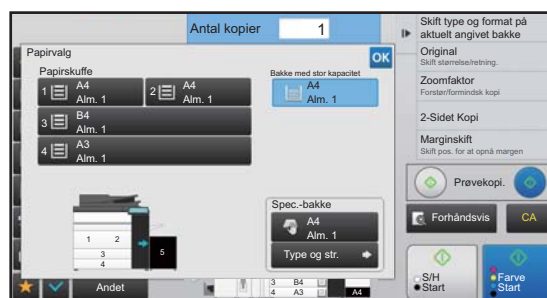 Antal kopier
1
Skift type og format på
aktuelt angivet bakke
Papirvalg
OK
Papirskuffe
Bakke med stor kapacitet
1 A4
Alm. 1
2 A4
Alm. 1
A4
Alm. 1
3 B4
Alm. 1
4 A3
Alm. 1
Original
Skift størrelse/retning.
Zoomfaktor
Forstør/formindsk kopi
2-Sidet Kopi
Marginskift
Skift pos. for at opnå margen
Prøvekopi.
Spec.-bakke
A4
Alm. 1
Type og str.
1 2
3
4
5
Forhåndsvis
CA
Andet
3 B4
4 A3
A4
S/H
Start
Farve
Start